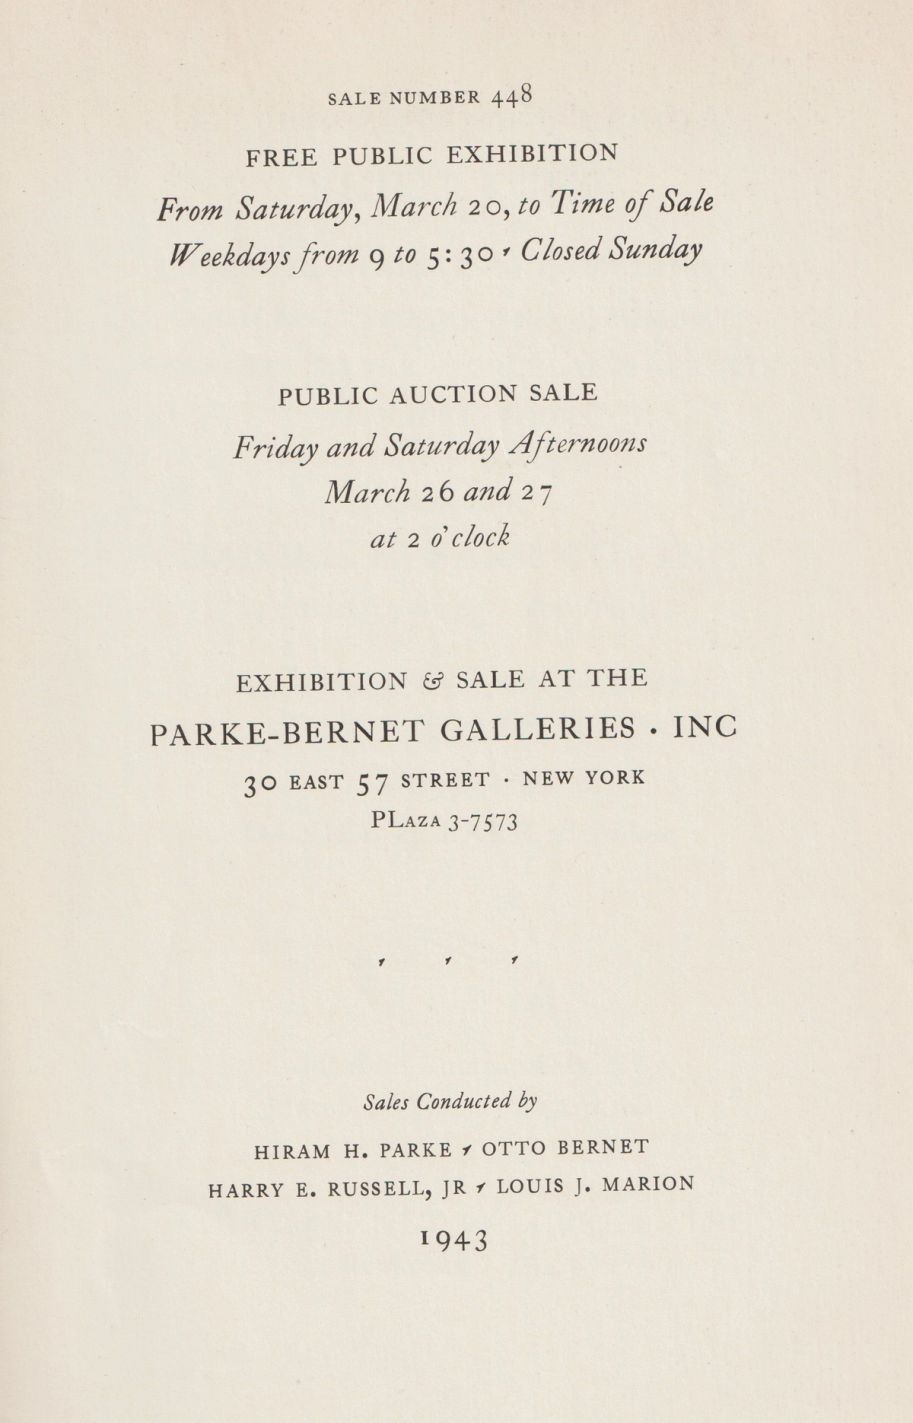 SALE NUMBER 448
FREE PUBLIC EXHIBITION
From Saturday, March 20, to Time of Sale
Weekdays from 9 to 5:30 ׳ Closed Sunday
PUBLIC AUCTION SALE
Friday and Saturday Afternoons
March 26 and 27
at 2 o'clock
EXHIBITION & SALE AT THE
PARKE-BERNET GALLERIES · INC
30 EAST 57 STREET · NEW YORK
PLAZA 3-7573
׳ ׳ ׳
Sales Conducted by
HIRAM H. PARKE ׳ OTTO BERNET
HARRY E. RUSSELL, JR ׳ LOUIS J. MARION
1943